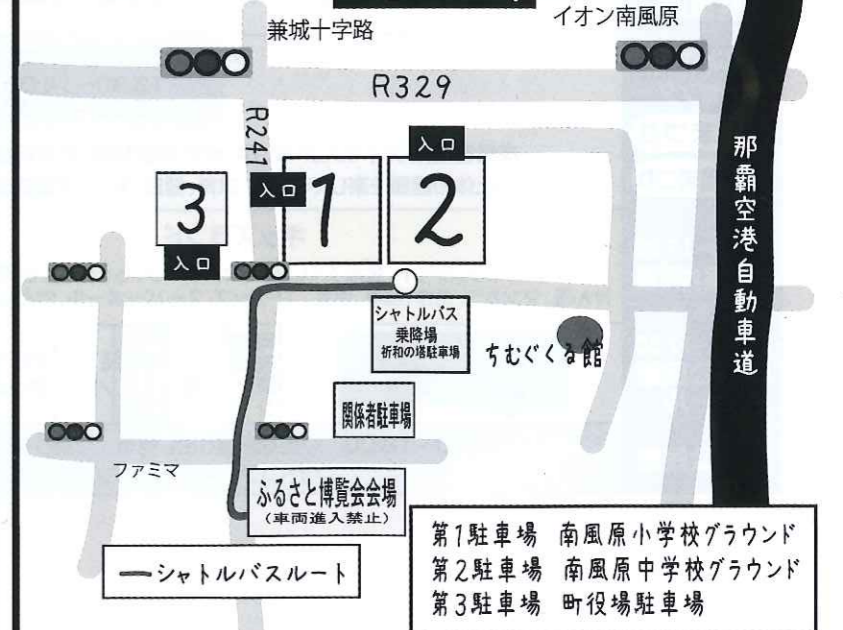 兼城十字路
イオン南風原
R329
R241
那覇空港自動車道
入口
2
入口
1
3
入口
シャトルバス
乗降場
祈和の塔駐車場
ちむぐくる館
関係者駐車場
ファミマ
ふるさと博覧会会場
(車両進入禁止)
シャトルバスルート
第1駐車場 南風原小学校グラウンド
第2駐車場 南風原中学校グラウンド
第3駐車場 町役場駐車場